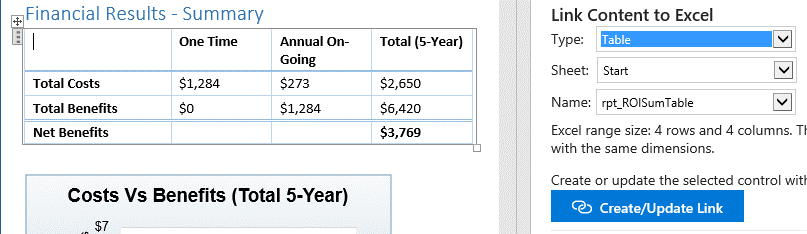 Financial Results - Summary
One Time Annual On-Going Total (5-Year)
Total Costs $1,284 $273 $2,650
Total Benefits $0 $1,284 $6,420
Net Benefits $3,769
Costs Vs Benefits (Total 5-Year)
$7
Link Content to Excel
Type: Table
Sheet: Start
Name: rpt_ROISumTable
Excel range size: 4 rows and 4 columns.
with the same dimensions.
Create or update the selected control
Create/Update Link